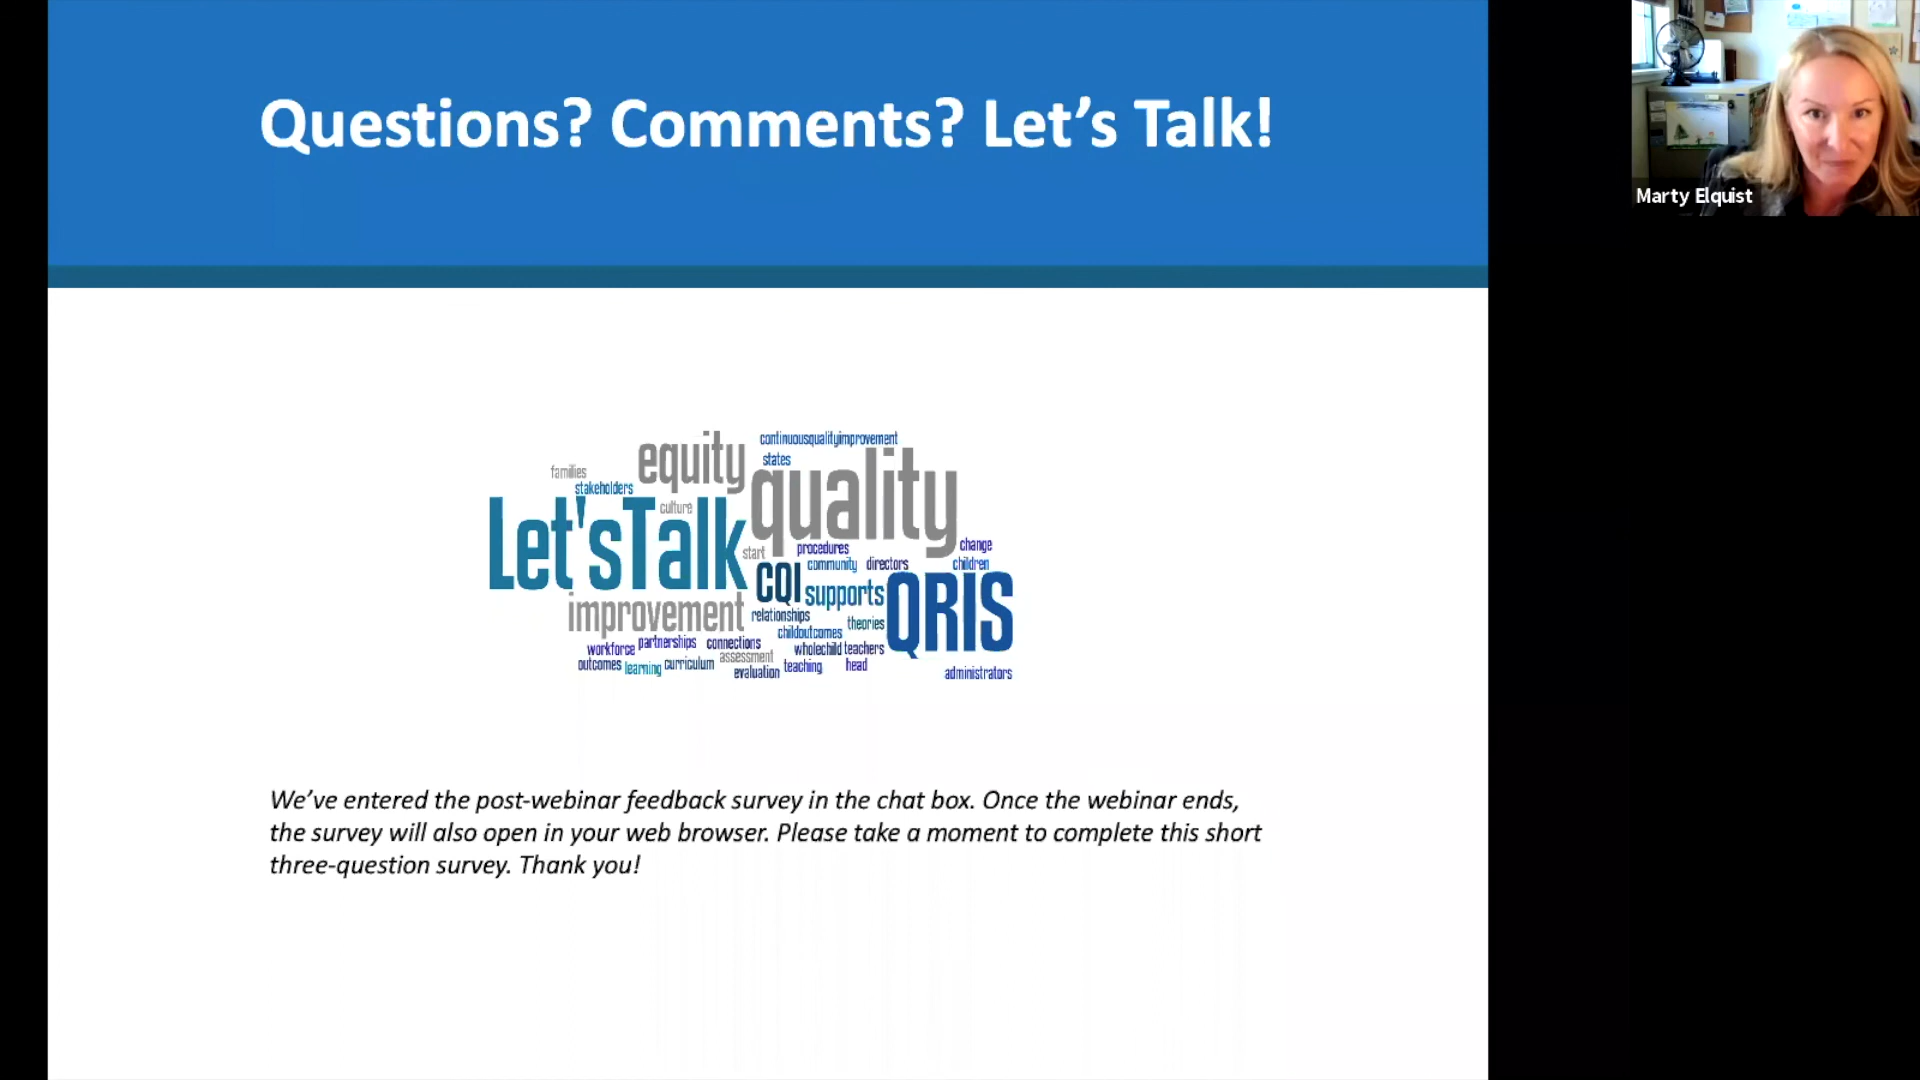 Questions? Comments? Let’s Talk!
Marty Elquist
continuousqualityimprovement
equity
states
families
quality
stakeholders
culture
Let'sTalk
start
procedures
change
community
directors
children
CQI
supports
QRIS
improvement
relationships
theories
childoutcomes
workforce
partnerships
connections
wholechild
teachers
assessment
outcomes
learning
curriculum
evaluation
teaching
head
administrators
We’ve entered the post-webinar feedback survey in the chat box. Once the webinar ends,
the survey will also open in your web browser. Please take a moment to complete this short
three-question survey. Thank you!